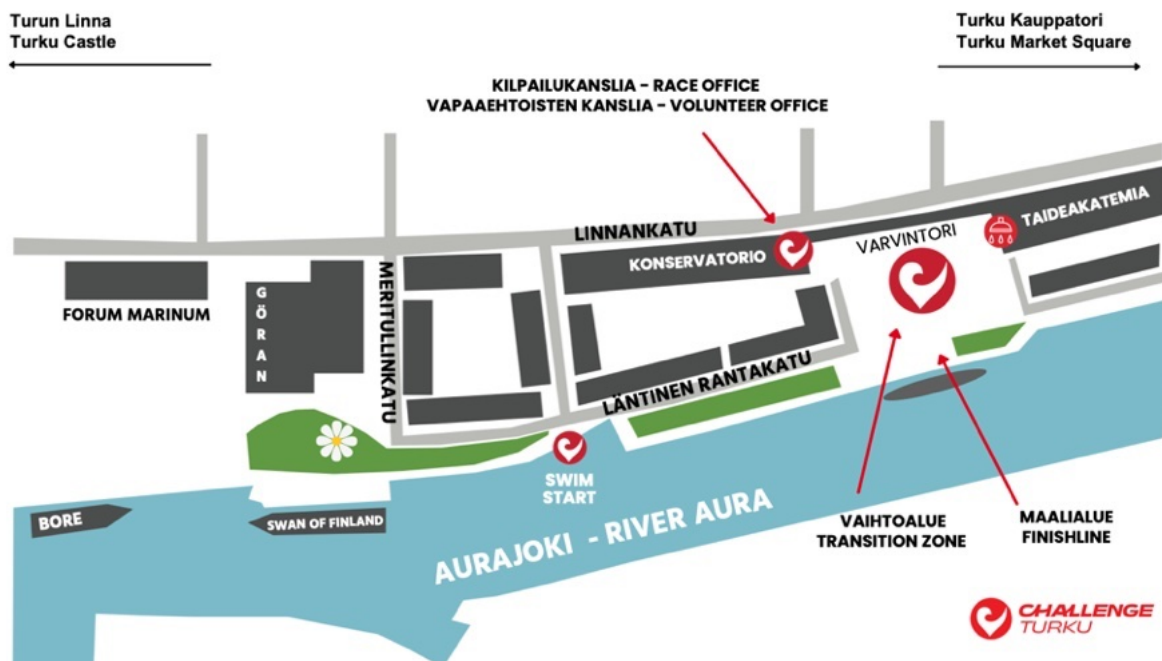 Turun Linna
Turku Castle
Turku Kauppatori
Turku Market Square
KILPAILUKANSLIA – RACE OFFICE
VAPAAEHTOISTEN KANSLIA – VOLUNTEER OFFICE
LINNANKATU
TAIDEAKATEMIA
VARVINTORI
KONSERVATORIO
FORUM MARINUM
GÖRAN
MERITULLINKATU
LÄNTINEN RANTAKATU
SWIM
START
BORE
SWAN OF FINLAND
AURAJOKI - RIVER AURA
VAIHTOALUE
TRANSITION ZONE
MAALIALUE
FINISHLINE
CHALLENGE
TURKU